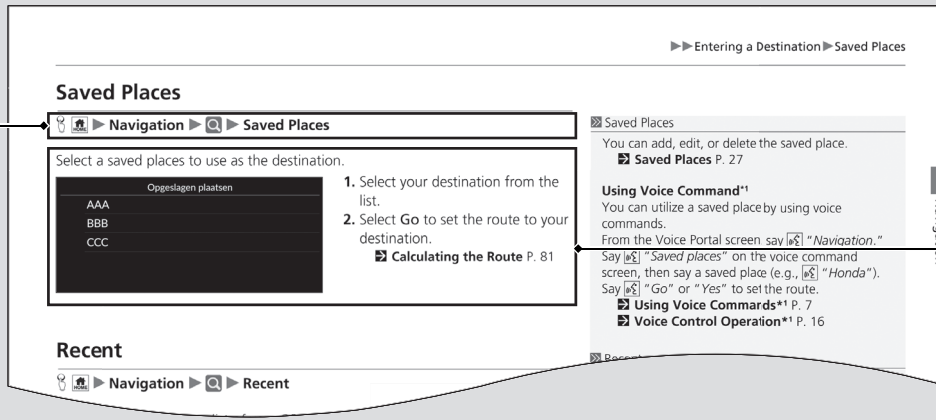 ▶▶Entering a Destination▶Saved Places
Saved Places
HOME ▶ Navigation ▶ ▶ Saved Places
Select a saved places to use as the destination.
Opgeslagen plaatsen
AAA
BBB
CCC
1. Select your destination from the
list.
2. Select Go to set the route to your
destination.
Calculating the Route P. 81
Saved Places
You can add, edit, or delete the saved place.
Saved Places P. 27
Using Voice Command*1
You can utilize a saved place by using voice
commands.
From the Voice Portal screen say "Navigation."
Say "Saved places" on the voice command
screen, then say a saved place (e.g., "Honda").
Say "Go" or "Yes" to set the route.
Using Voice Commands*1 P. 7
Voice Control Operation*1 P. 16
Recent
HOME ▶ Navigation ▶ ▶ Recent
Recent